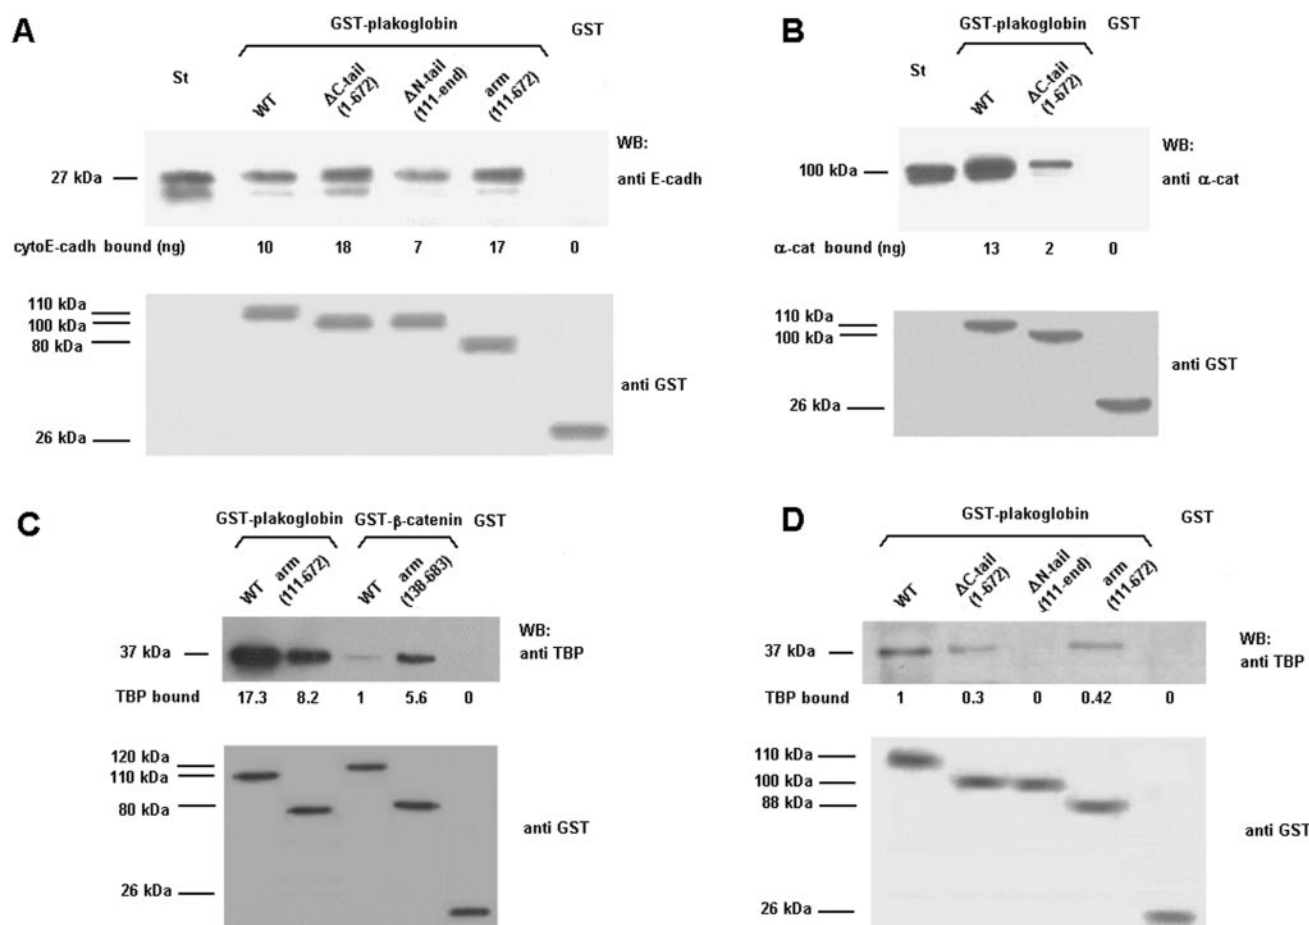 A
GST-plakoglobin
GST
St
WT
ΔC-tail
(1-672)
ΔN-tail
(111-end)
arm
(111-672)
27 kDa
WB:
anti E-cadh
cytoE-cadh bound (ng) 10 18 7 17 0
110 kDa
100 kDa
80 kDa
26 kDa
anti GST
B
GST-plakoglobin
GST
St
WT
ΔC-tail
(1-672)
100 kDa
WB:
anti α-cat
α-cat bound (ng) 13 2 0
110 kDa
100 kDa
26 kDa
anti GST
C
GST-plakoglobin
GST-β-catenin
GST
WT
arm
(111-672)
WT
arm
(138-683)
37 kDa
WB:
anti TBP
TBP bound 17.3 8.2 1 5.6 0
120 kDa
110 kDa
80 kDa
26 kDa
anti GST
D
GST-plakoglobin
GST
WT
ΔC-tail
(1-672)
ΔN-tail
(111-end)
arm
(111-672)
37 kDa
WB:
anti TBP
TBP bound 1 0.3 0 0.42 0
110 kDa
100 kDa
88 kDa
26 kDa
anti GST